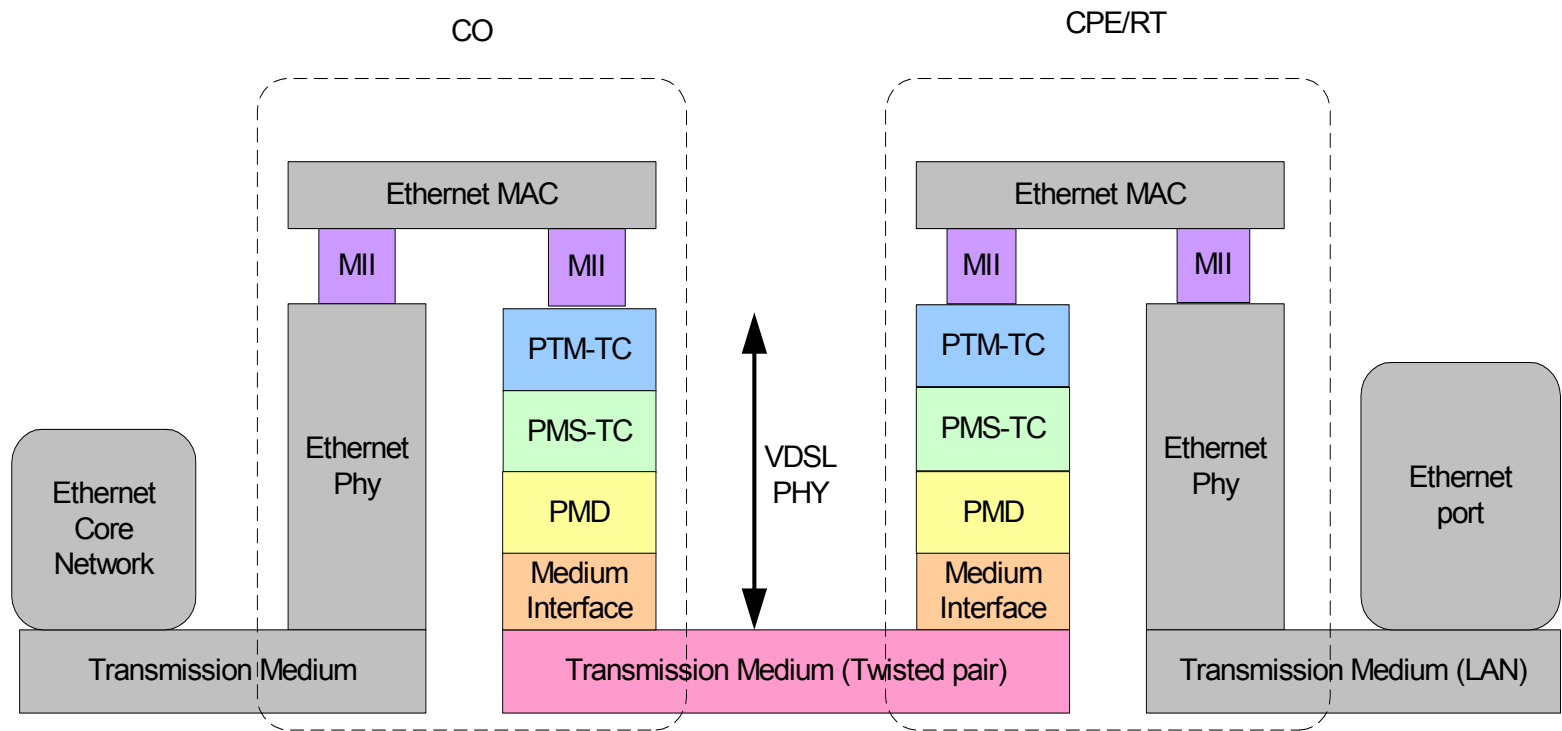 CO
CPE/RT
Ethernet MAC
Ethernet MAC
MII
MII
MII
MII
PTM-TC
PTM-TC
PMS-TC
PMS-TC
Ethernet
Phy
VDSL
PHY
Ethernet
Phy
Ethernet
Core
Network
Ethernet
port
PMD
PMD
Medium
Interface
Medium
Interface
Transmission Medium
Transmission Medium (Twisted pair)
Transmission Medium (LAN)